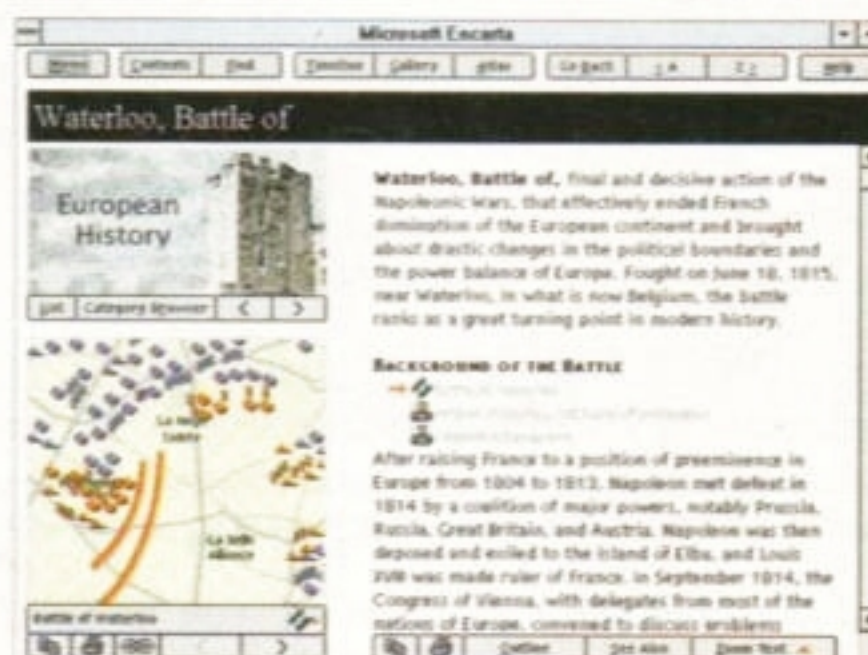 Microsoft Encarta
Menu Contents Find Timeline Gallery Atlas Go Back Help
Waterloo, Battle of
European
History
List Category Browser < >
Waterloo, Battle of, final and decisive action of the
Napoleonic Wars, that effectively ended French
domination of the European continent and brought
about drastic changes in the political boundaries and
the power balance of Europe. Fought on June 18, 1815,
near Waterloo, in what is now Belgium, the battle
ranks as a great turning point in modern history.
BACKGROUND OF THE BATTLE
After raising France to a position of preeminence in
Europe from 1804 to 1813, Napoleon met defeat in
1814 by a coalition of major powers, notably Prussia,
Russia, Great Britain, and Austria. Napoleon was then
deposed and exiled to the island of Elba, and Louis
XVIII was made ruler of France. In September 1814, the
Congress of Vienna, with delegates from most of the
nations of Europe, convened to discuss problems
La Haye
Sainte
La Belle
Alliance
Battle of Waterloo
> Outline See Also Zoom Text